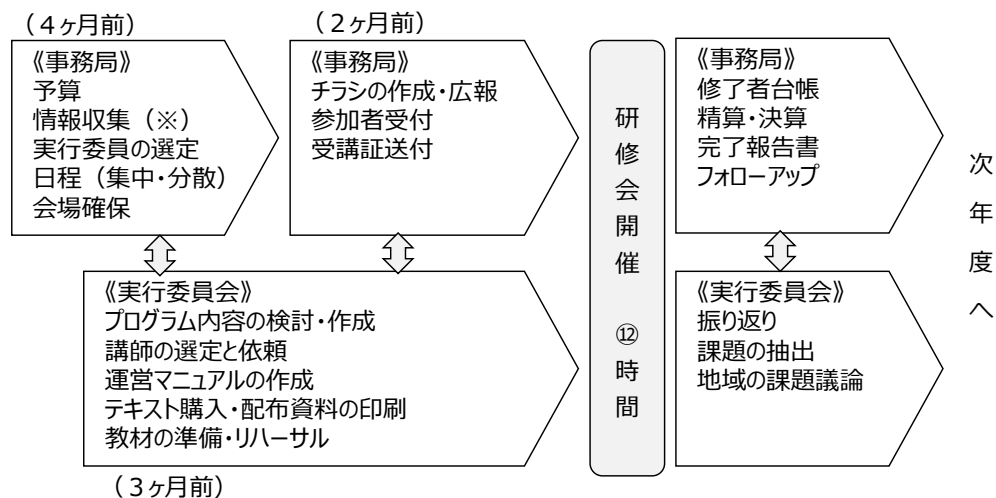 （４ヶ月前）
《事務局》
予算
情報収集（※）
実行委員の選定
日程（集中・分散）
会場確保
（２ヶ月前）
《事務局》
チラシの作成・広報
参加者受付
受講証送付
《実行委員会》
プログラム内容の検討・作成
講師の選定と依頼
運営マニュアルの作成
テキスト購入・配布資料の印刷
教材の準備・リハーサル
（３ヶ月前）
研修会開催　⑫時間
《事務局》
修了者台帳
精算・決算
完了報告書
フォローアップ
《実行委員会》
振り返り
課題の抽出
地域の課題議論
次年度へ